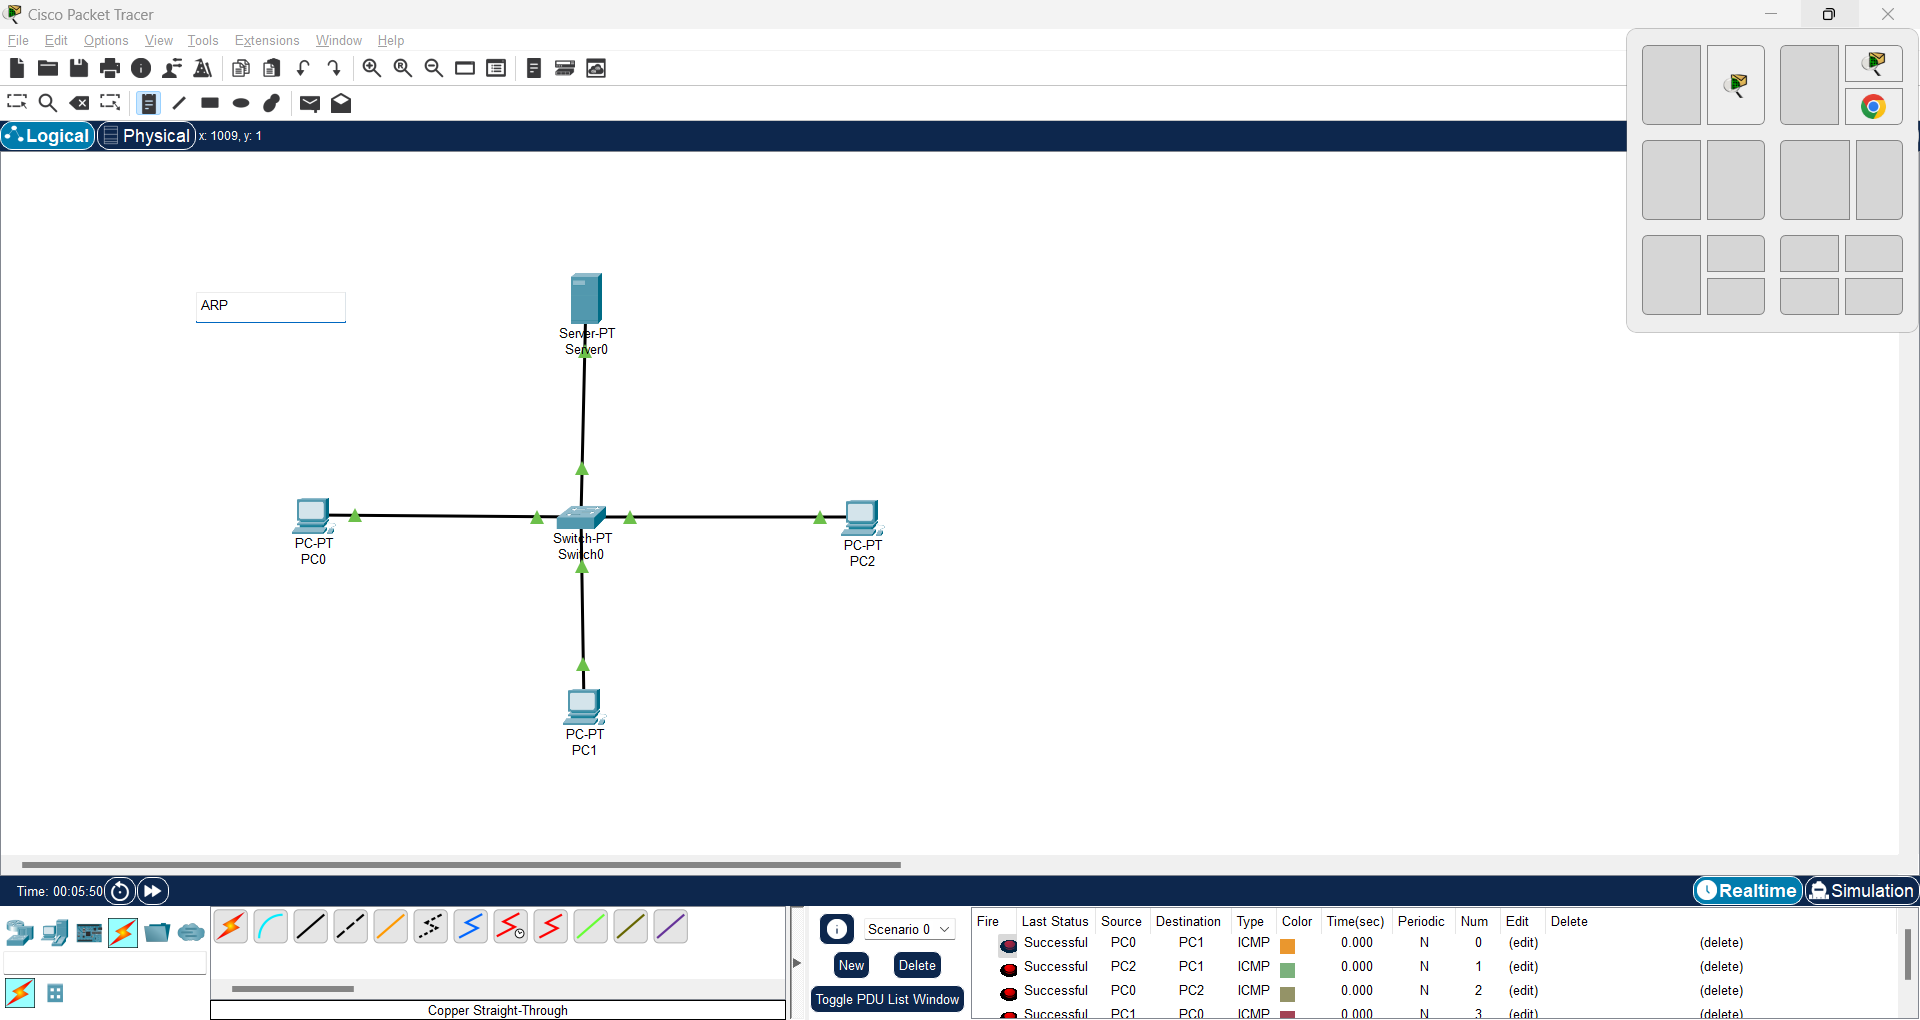 Cisco Packet Tracer
File Edit Options View Tools Extensions Window Help
Logical Physical x: 1009, y: 1
ARP
Server-PT
Server0
PC-PT
PC0
Switch-PT
Switch0
PC-PT
PC2
PC-PT
PC1
Time: 00:05:50 Realtime Simulation
Scenario 0
New Delete
Toggle PDU List Window
Copper Straight-Through
Fire Last Status Source Destination Type Color Time(sec) Periodic Num Edit Delete
Successful PC0 PC1 ICMP 0.000 N 0 (edit) (delete)
Successful PC2 PC1 ICMP 0.000 N 1 (edit) (delete)
Successful PC0 PC2 ICMP 0.000 N 2 (edit) (delete)
Successful PC1 PC0 ICMP 0.000 N 3 (edit) (delete)